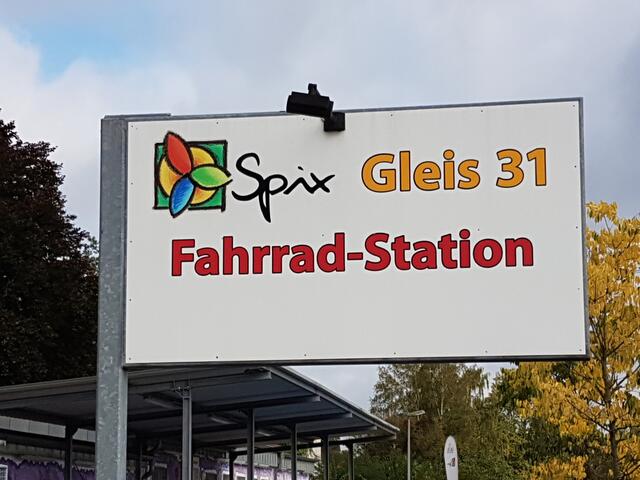 Spix Gleis 31
Fahrrad-Station